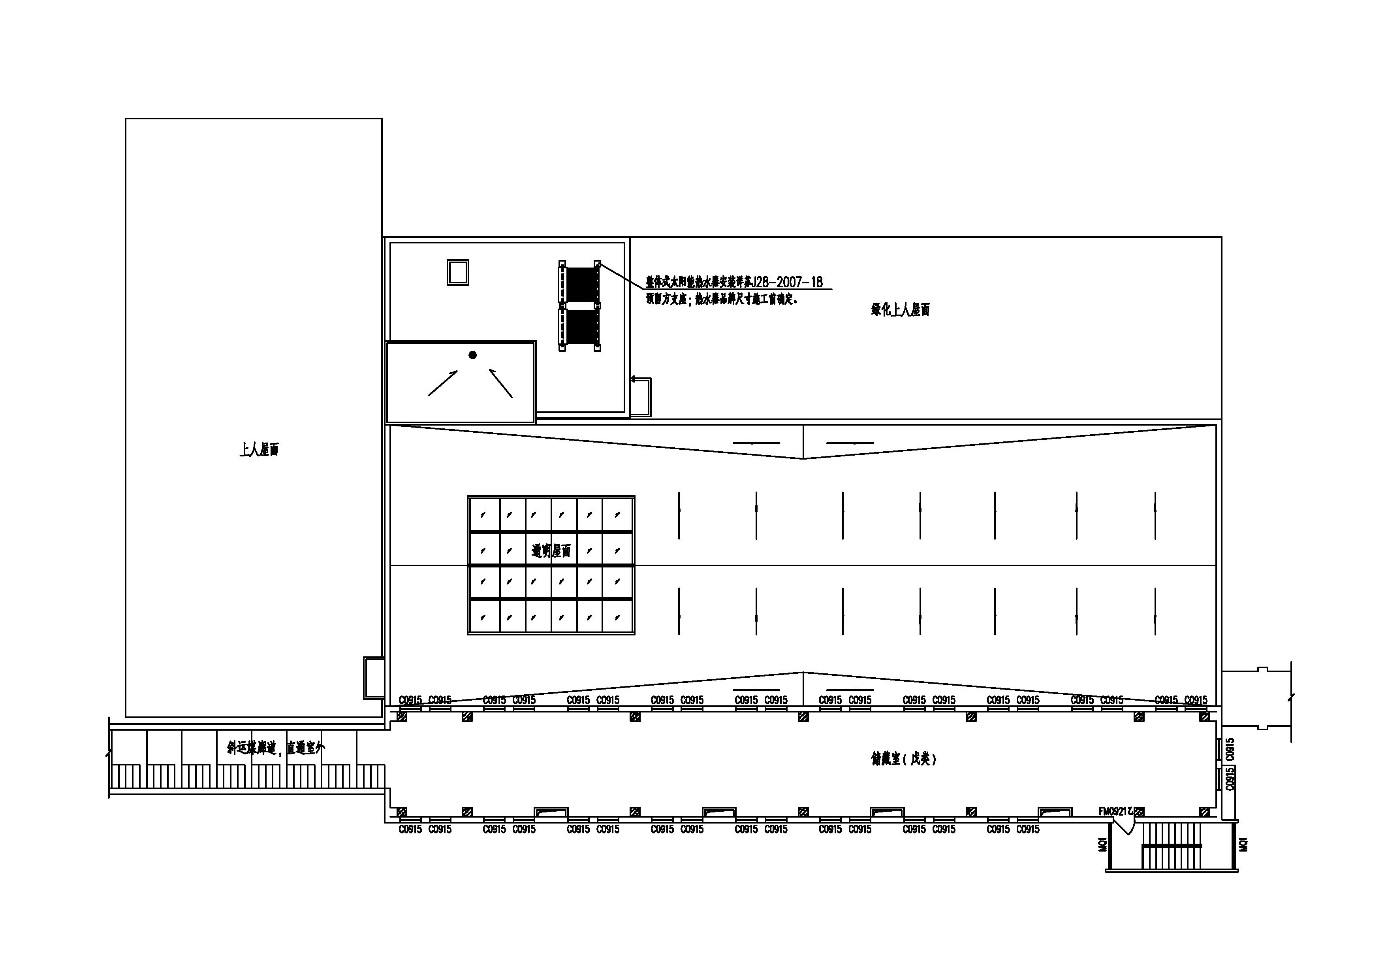 整体式太阳能热水器安装详苏J28-2007-18
预留方支座；热水器品牌尺寸施工前确定。
绿化上人屋面
上人屋面
透明屋面
C0915 C0915 C0915 C0915 C0915 C0915 C0915 C0915 C0915 C0915 C0915 C0915 C0915 C0915 C0915 C0915 C0915 C0915 C0915 C0915
斜运煤廊道，直通室外
储藏室(戊类)
C0915
C0915
FM0921乙
C0915 C0915 C0915 C0915 C0915 C0915 C0915 C0915 C0915 C0915 C0915 C0915 C0915 C0915 C0915 C0915
MQ1
MQ1